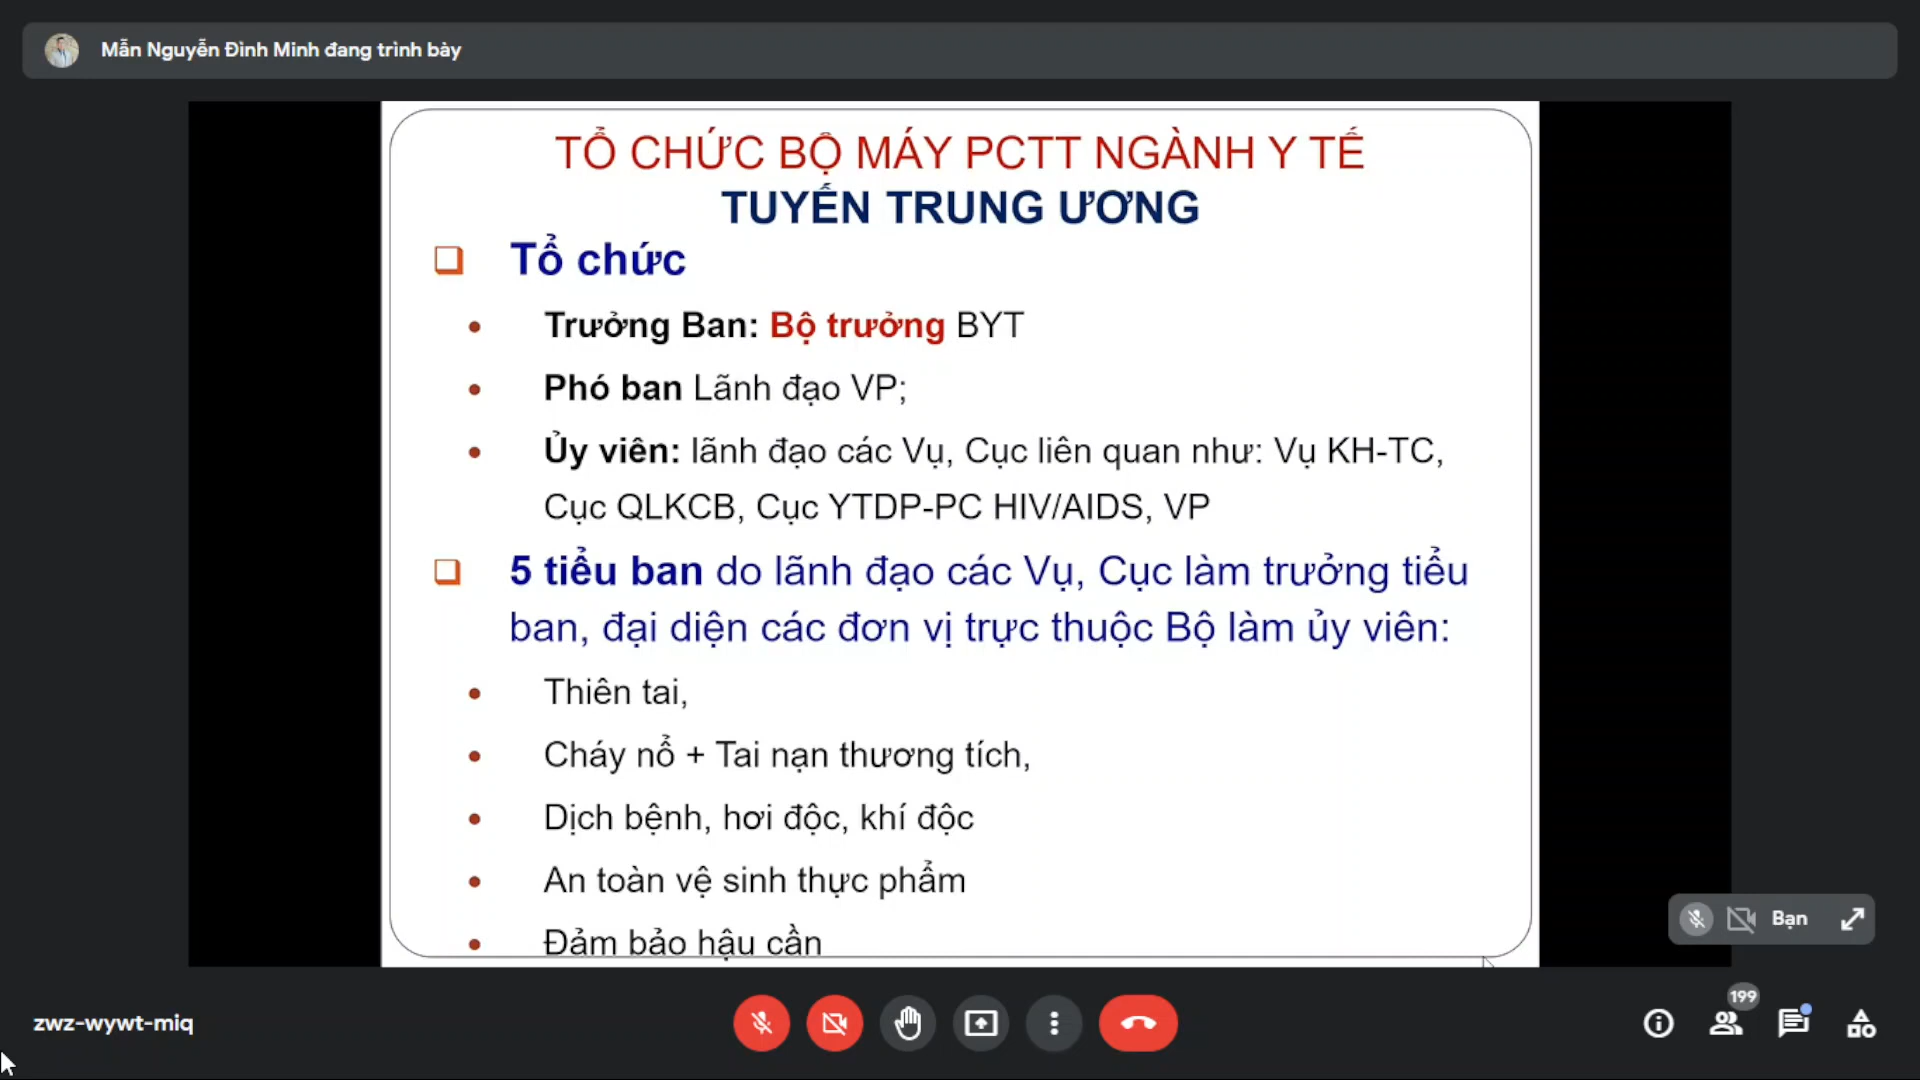 Mẫn Nguyễn Đình Minh đang trình bày
TỔ CHỨC BỘ MÁY PCTT NGÀNH Y TẾ
TUYẾN TRUNG ƯƠNG
Tổ chức
Trưởng Ban: Bộ trưởng BYT
Phó ban Lãnh đạo VP;
Ủy viên: lãnh đạo các Vụ, Cục liên quan như: Vụ KH-TC,
Cục QLKCB, Cục YTDP-PC HIV/AIDS, VP
5 tiểu ban do lãnh đạo các Vụ, Cục làm trưởng tiểu
ban, đại diện các đơn vị trực thuộc Bộ làm ủy viên:
Thiên tai,
Cháy nổ + Tai nạn thương tích,
Dịch bệnh, hơi độc, khí độc
An toàn vệ sinh thực phẩm
Đảm bảo hậu cần
Bạn
199
zwz-wywt-miq